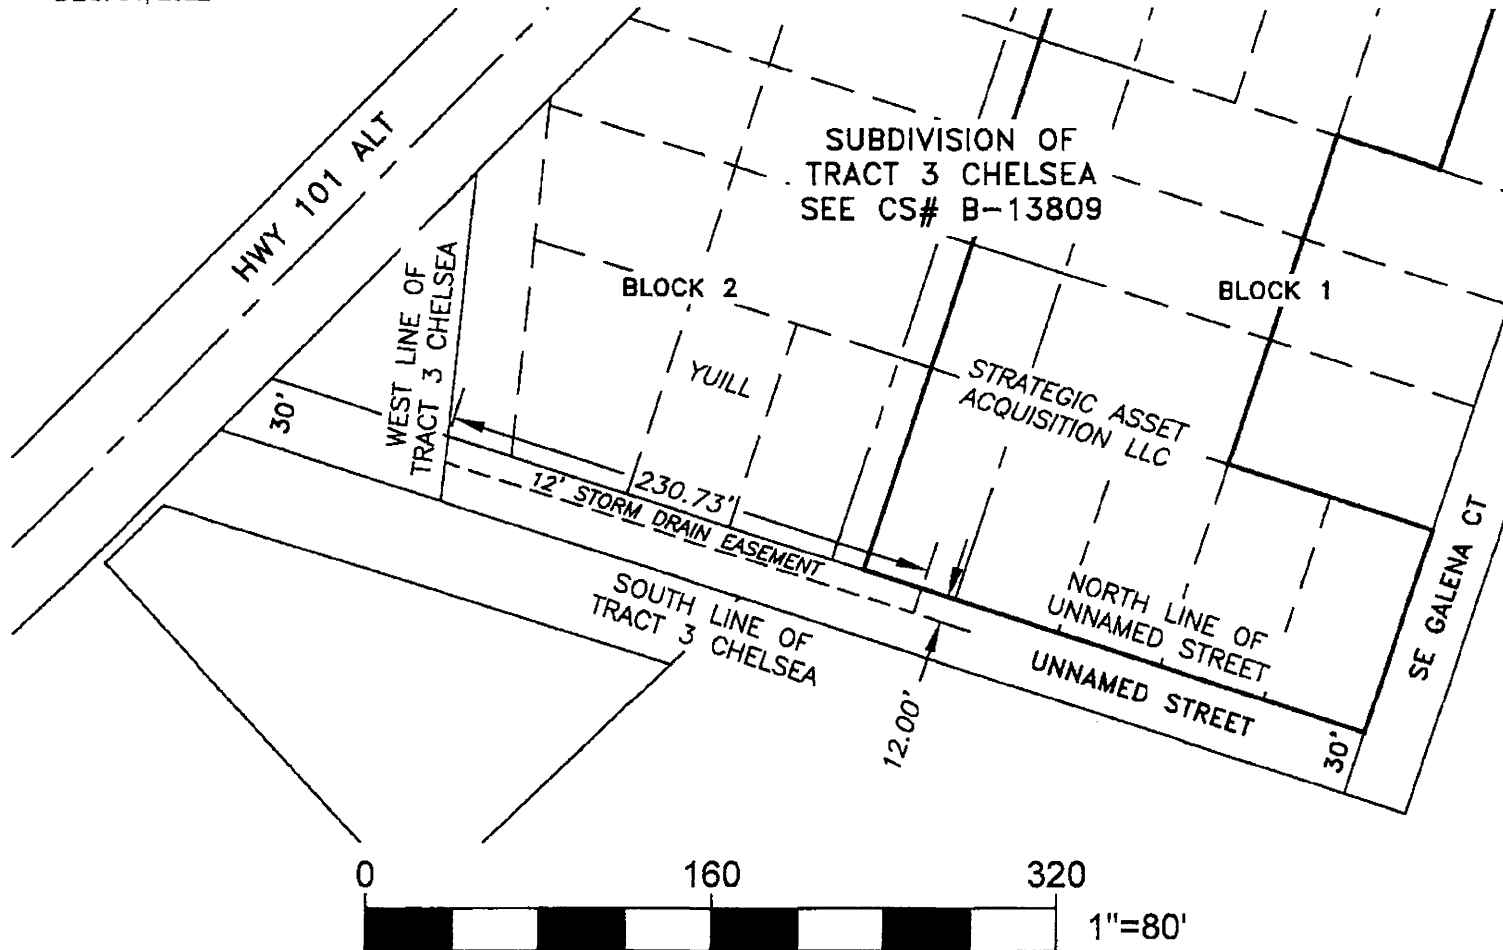 HWY 101 ALT
SUBDIVISION OF
TRACT 3 CHELSEA
SEE CS# B-13809
WEST LINE OF
TRACT 3 CHELSEA
BLOCK 2
BLOCK 1
YUILL
STRATEGIC ASSET
ACQUISITION LLC
30'
230.73'
12' STORM DRAIN EASEMENT
SOUTH LINE OF
TRACT 3 CHELSEA
NORTH LINE OF
UNNAMED STREET
UNNAMED STREET
SE GALENA CT
12.00'
30'
0 160 320
1"=80'